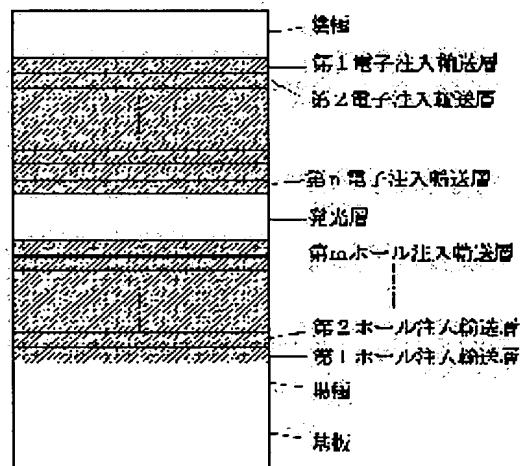 陰極
第1電子注入輸送層
第2電子注入輸送層
第n電子注入輸送層
発光層
第mホール注入輸送層
第2ホール注入輸送層
第1ホール注入輸送層
陽極
基板